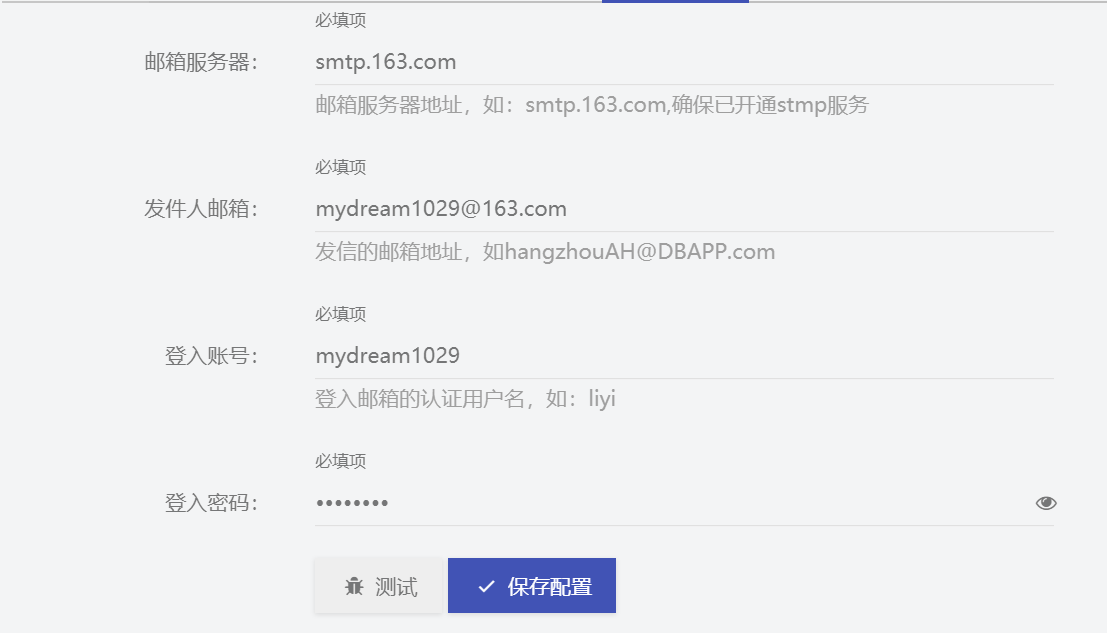 必填项
邮箱服务器： smtp.163.com
邮箱服务器地址，如：smtp.163.com,确保已开通stmp服务
必填项
发件人邮箱： mydream1029@163.com
发信的邮箱地址，如hangzhouAH@DBAPP.com
必填项
登入账号： mydream1029
登入邮箱的认证用户名，如：liyi
必填项
登入密码： ••••••••
测试 保存配置